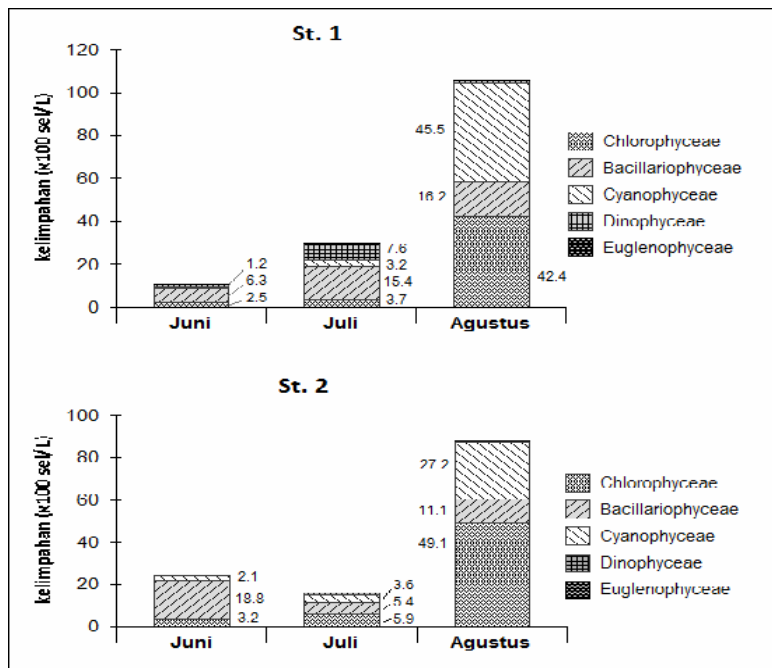 St. 1
kelimpahan (x100 sel/L)
120
100
80
60
40
20
0
1.2
6.3
2.5
7.6
3.2
15.4
3.7
45.5
16.2
42.4
Juni
Juli
Agustus
Chlorophyceae
Bacillariophyceae
Cyanophyceae
Dinophyceae
Euglenophyceae
St. 2
kelimpahan (x100 sel/L)
100
80
60
40
20
0
2.1
18.8
3.2
3.6
5.4
5.9
27.2
11.1
49.1
Juni
Juli
Agustus
Chlorophyceae
Bacillariophyceae
Cyanophyceae
Dinophyceae
Euglenophyceae